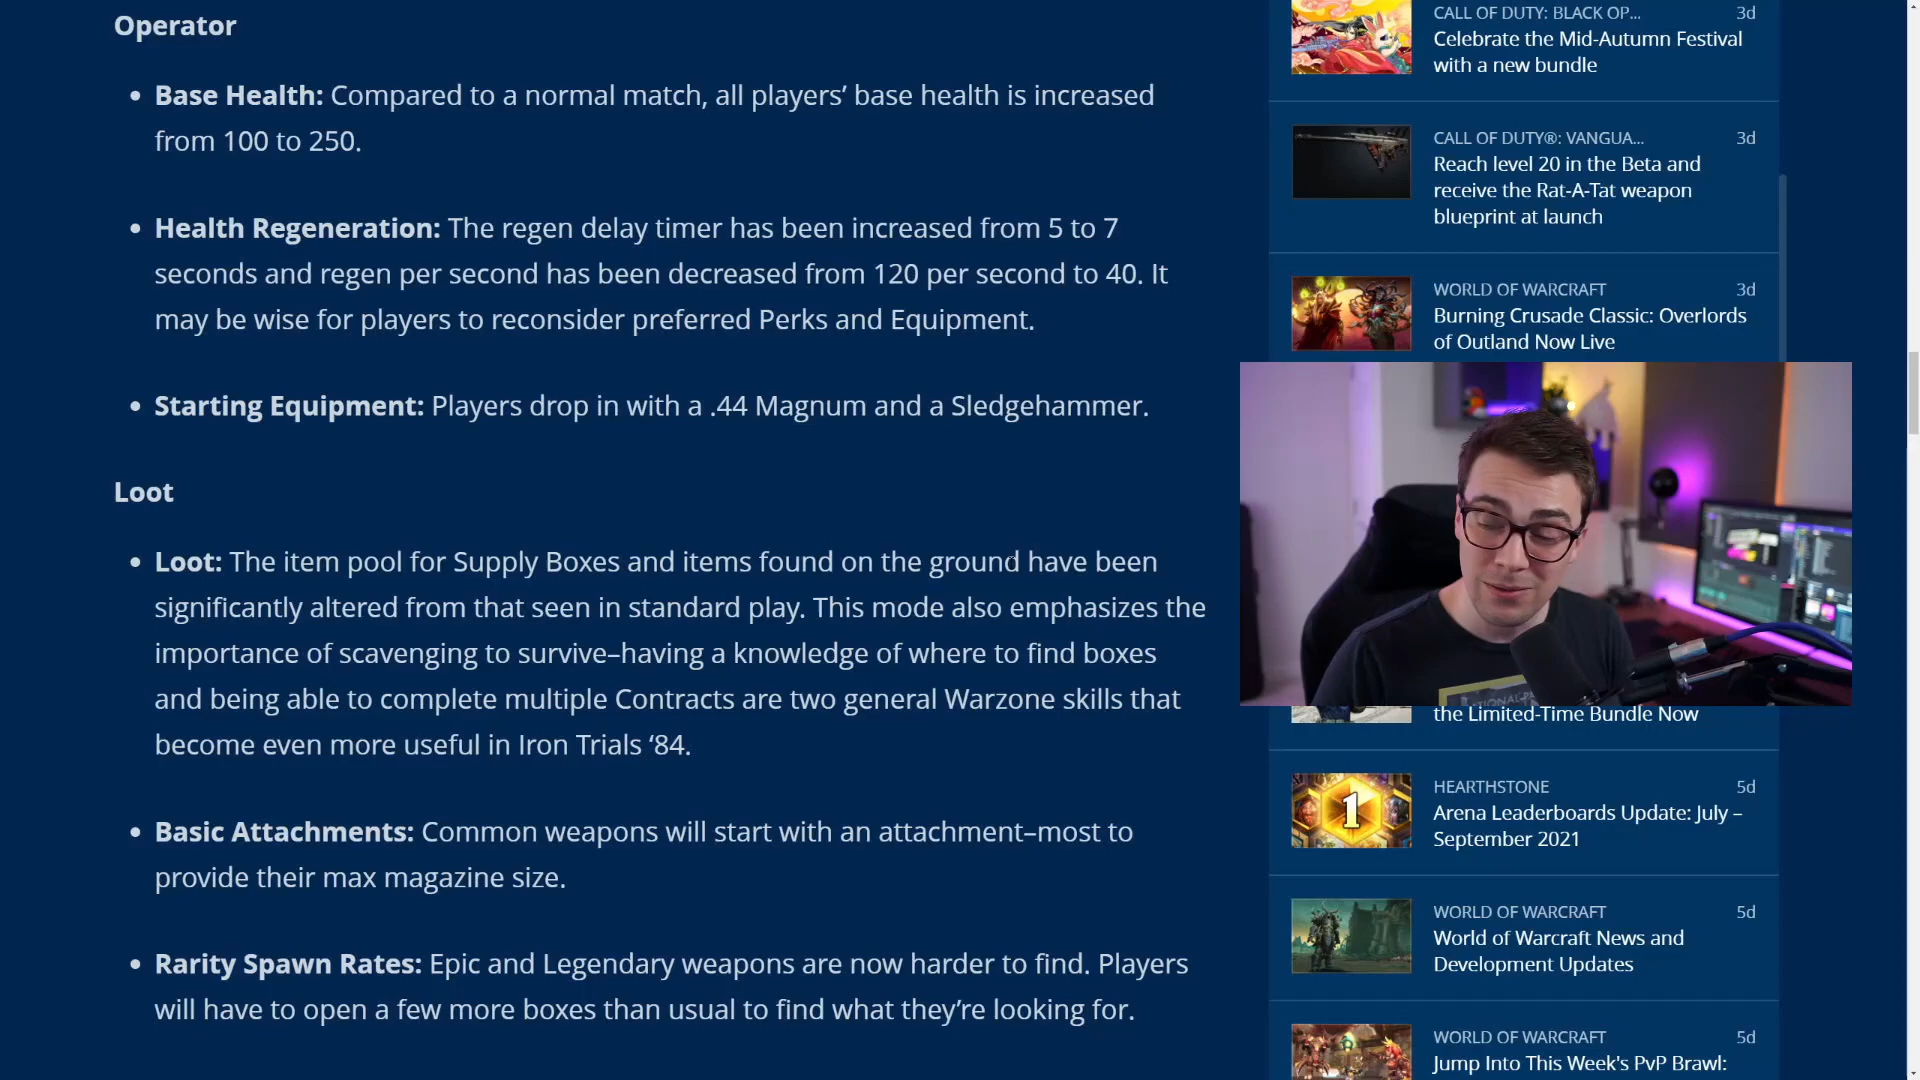 Operator
• Base Health: Compared to a normal match, all players’ base health is increased
from 100 to 250.
• Health Regeneration: The regen delay timer has been increased from 5 to 7
seconds and regen per second has been decreased from 120 per second to 40. It
may be wise for players to reconsider preferred Perks and Equipment.
• Starting Equipment: Players drop in with a .44 Magnum and a Sledgehammer.
Loot
• Loot: The item pool for Supply Boxes and items found on the ground have been
significantly altered from that seen in standard play. This mode also emphasizes the
importance of scavenging to survive–having a knowledge of where to find boxes
and being able to complete multiple Contracts are two general Warzone skills that
become even more useful in Iron Trials ‘84.
• Basic Attachments: Common weapons will start with an attachment–most to
provide their max magazine size.
• Rarity Spawn Rates: Epic and Legendary weapons are now harder to find. Players
will have to open a few more boxes than usual to find what they’re looking for.
CALL OF DUTY: BLACK OP... 3d
Celebrate the Mid-Autumn Festival
with a new bundle
CALL OF DUTY®: VANGUA... 3d
Reach level 20 in the Beta and
receive the Rat-A-Tat weapon
blueprint at launch
WORLD OF WARCRAFT 3d
Burning Crusade Classic: Overlords
of Outland Now Live
the Limited-Time Bundle Now
HEARTHSTONE 5d
1
Arena Leaderboards Update: July –
September 2021
WORLD OF WARCRAFT 5d
World of Warcraft News and
Development Updates
WORLD OF WARCRAFT 5d
Jump Into This Week's PvP Brawl: